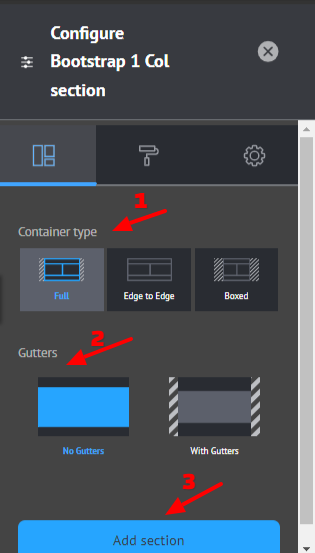 Configure
Bootstrap 1 Col
section
1
Container type
Full Edge to Edge Boxed
2
Gutters
No Gutters With Gutters
3
Add section